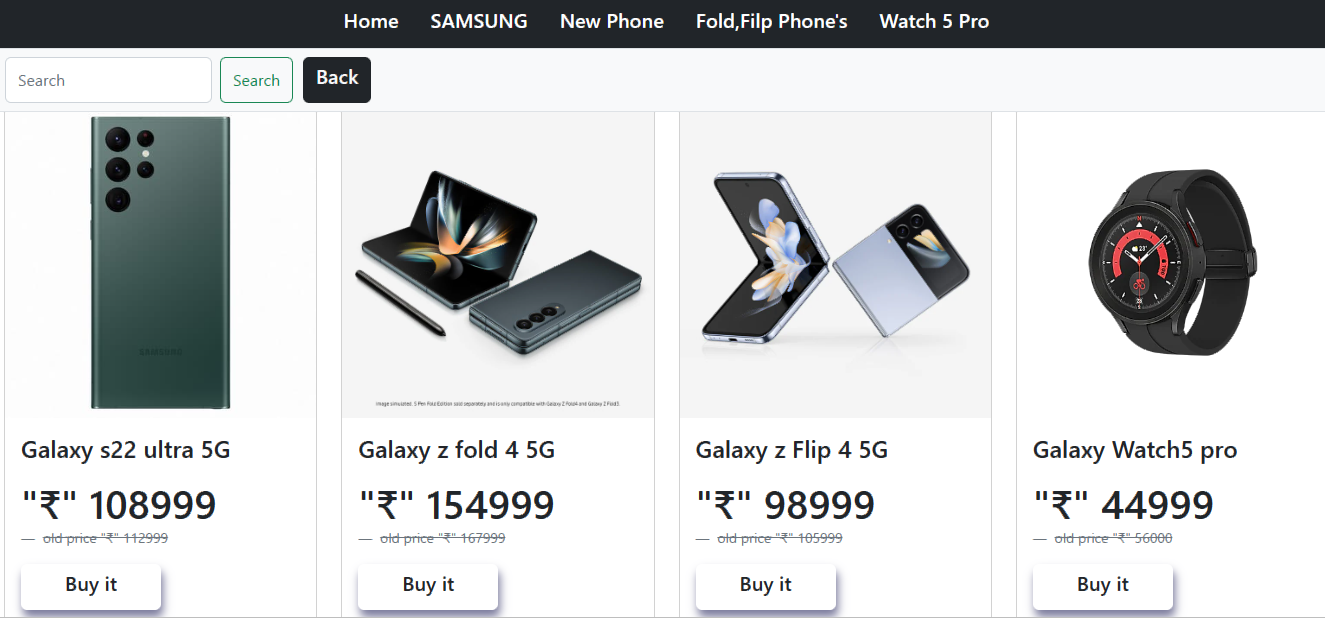 Home SAMSUNG New Phone Fold,Filp Phone's Watch 5 Pro
Search Search Back
SAMSUNG
Image simulated. S Pen Fold Edition sold separately and is only compatible with Galaxy Z Fold4 and Galaxy Z Fold3.
23°
Galaxy s22 ultra 5G Galaxy z fold 4 5G Galaxy z Flip 4 5G Galaxy Watch5 pro
"₹" 108999 "₹" 154999 "₹" 98999 "₹" 44999
— old price "₹" 112999 — old price "₹" 167999 — old price "₹" 105999 — old price "₹" 56000
Buy it Buy it Buy it Buy it